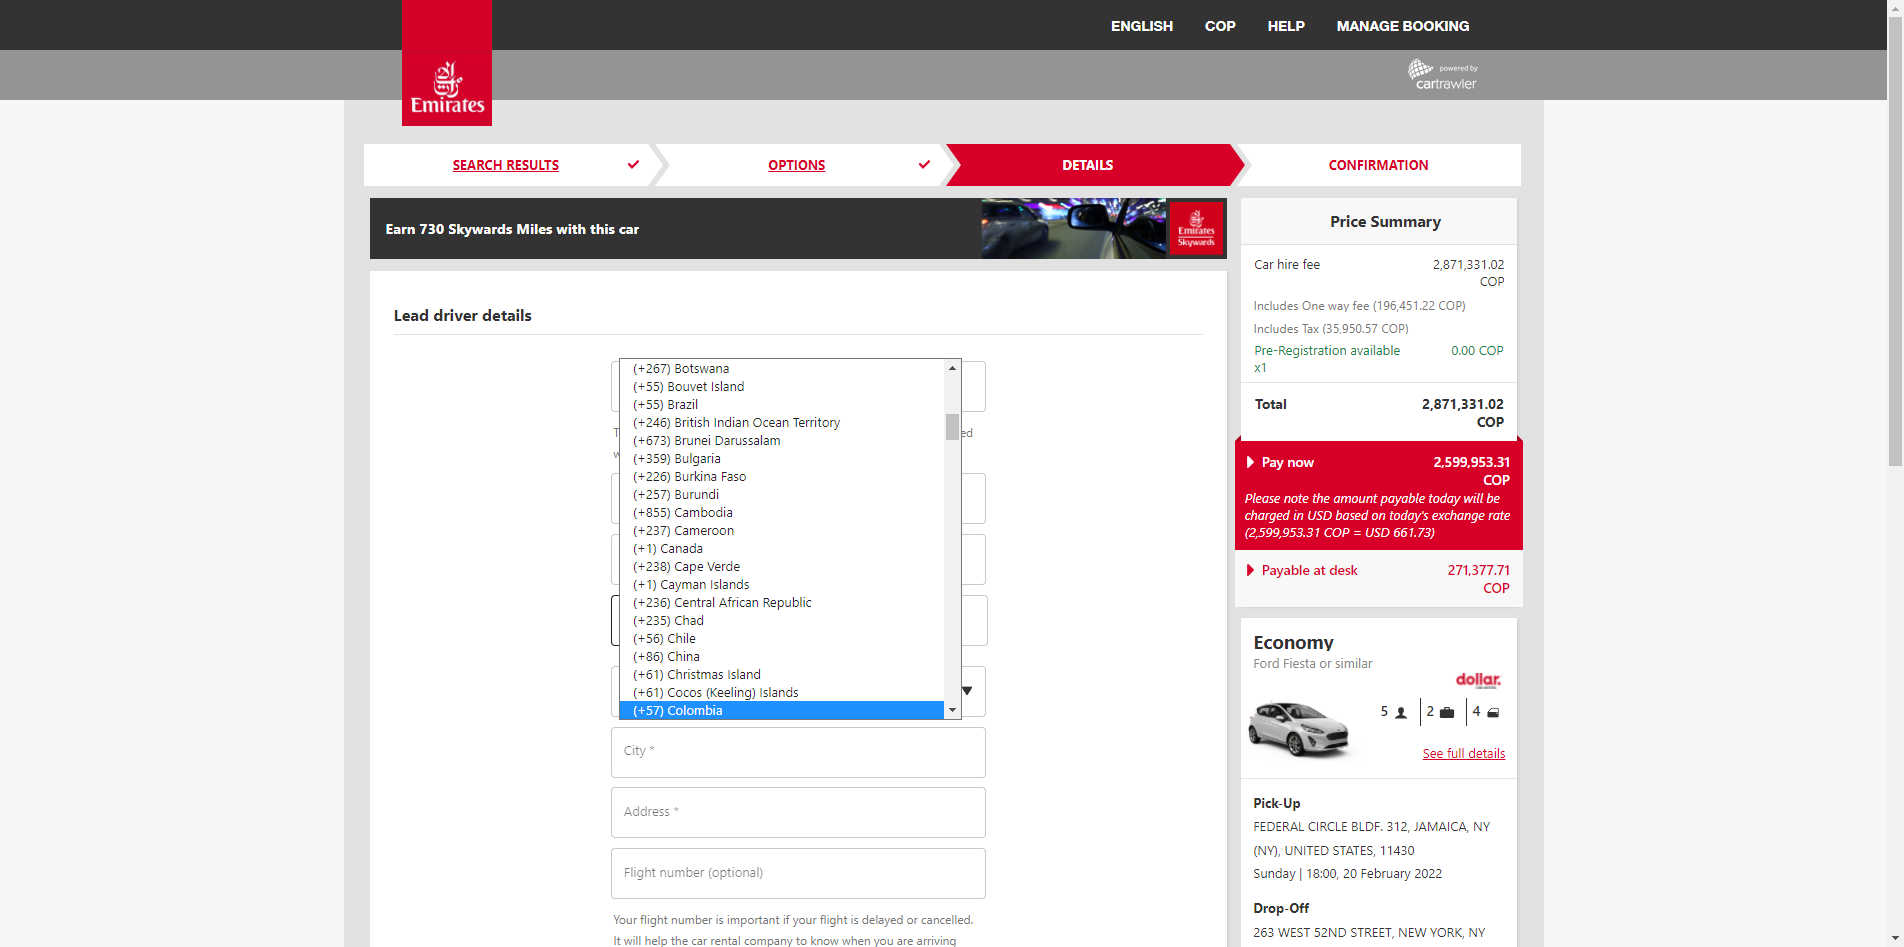 ENGLISH COP HELP MANAGE BOOKING
powered by
cartrawler
Emirates
SEARCH RESULTS OPTIONS DETAILS CONFIRMATION
Earn 730 Skywards Miles with this car
Emirates
Skywards
Lead driver details
(+267) Botswana
(+55) Bouvet Island
(+55) Brazil
(+246) British Indian Ocean Territory
(+673) Brunei Darussalam
(+359) Bulgaria
(+226) Burkina Faso
(+257) Burundi
(+855) Cambodia
(+237) Cameroon
(+1) Canada
(+238) Cape Verde
(+1) Cayman Islands
(+236) Central African Republic
(+235) Chad
(+56) Chile
(+86) China
(+61) Christmas Island
(+61) Cocos (Keeling) Islands
(+57) Colombia
City *
Address *
Flight number (optional)
Your flight number is important if your flight is delayed or cancelled.
It will help the car rental company to know when you are arriving
Price Summary
Car hire fee 2,871,331.02
COP
Includes One way fee (196,451.22 COP)
Includes Tax (35,950.57 COP)
Pre-Registration available 0.00 COP
x1
Total 2,871,331.02
COP
Pay now 2,599,953.31
COP
Please note the amount payable today will be
charged in USD based on today's exchange rate
(2,599,953.31 COP = USD 661.73)
Payable at desk 271,377.71
COP
Economy
Ford Fiesta or similar
dollar.
5 2 4
See full details
Pick-Up
FEDERAL CIRCLE BLDF. 312, JAMAICA, NY
(NY), UNITED STATES, 11430
Sunday | 18:00, 20 February 2022
Drop-Off
263 WEST 52ND STREET, NEW YORK, NY